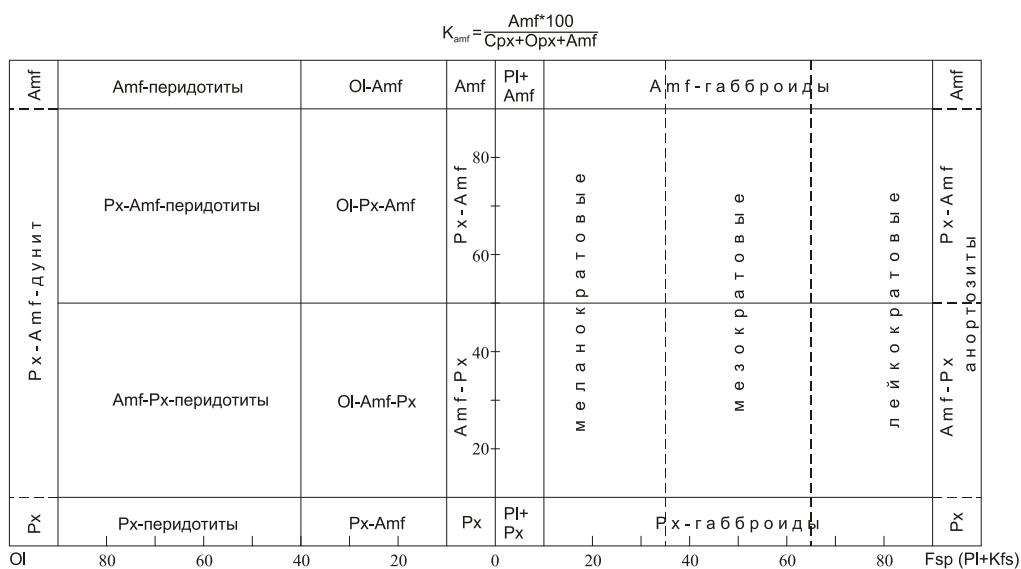 Kamf = Amf*100
Cpx+Opx+Amf
Amf
Amf-перидотиты
Ol-Amf
Amf
Pl+
Amf
Amf-габброиды
Amf
Px-Amf-дунит
Px-Amf-перидотиты
Ol-Px-Amf
Px-Amf
80
60
меланократовые
мезократовые
лейкократовые
Px-Amf
анортозиты
Amf-Px-перидотиты
Ol-Amf-Px
Amf-Px
40
20
Amf-Px
Px
Px-перидотиты
Px-Amf
Px
Pl+
Px
Px-габброиды
Px
Ol 80 60 40 20 0 20 40 60 80 Fsp (Pl+Kfs)